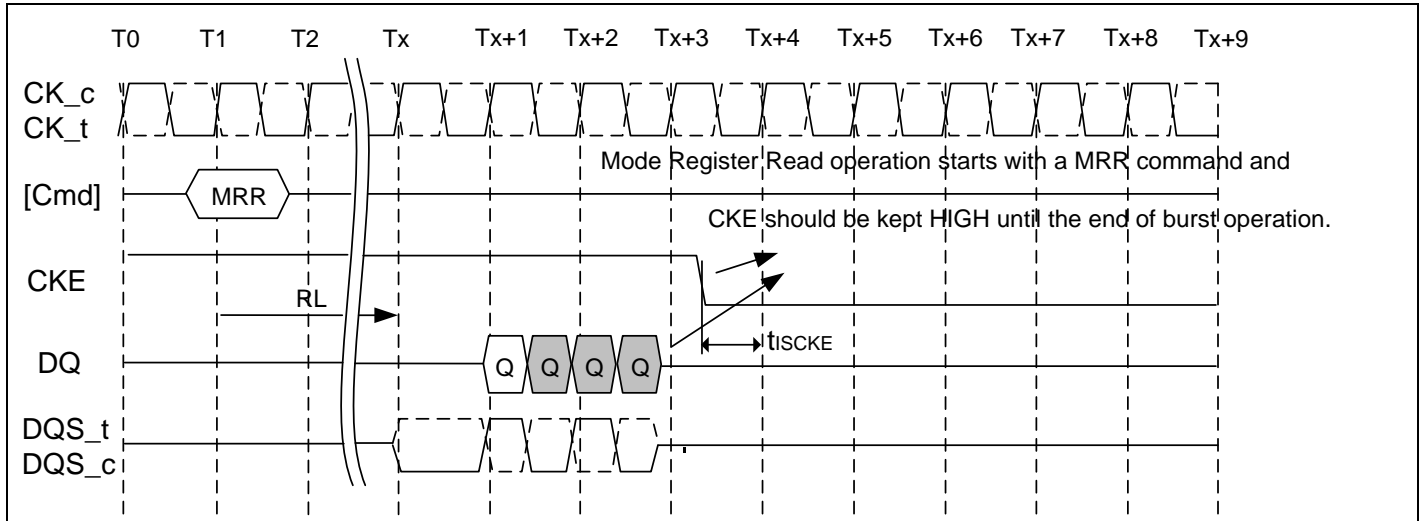 T0 T1 T2 Tx Tx+1 Tx+2 Tx+3 Tx+4 Tx+5 Tx+6 Tx+7 Tx+8 Tx+9
CK_c
CK_t
Mode Register Read operation starts with a MRR command and
[Cmd] MRR
CKE should be kept HIGH until the end of burst operation.
CKE
RL
tISCKE
DQ Q Q Q Q
DQS_t
DQS_c